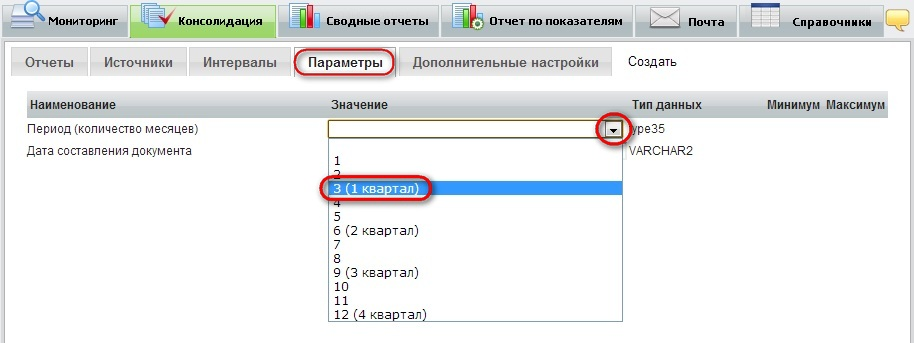 Мониторинг Консолидация Сводные отчеты Отчет по показателям Почта Справочники
Отчеты Источники Интервалы Параметры Дополнительные настройки Создать
Наименование Значение Тип данных Минимум Максимум
Период (количество месяцев) type35
Дата составления документа VARCHAR2
1
2
3 (1 квартал)
4
5
6 (2 квартал)
7
8
9 (3 квартал)
10
11
12 (4 квартал)